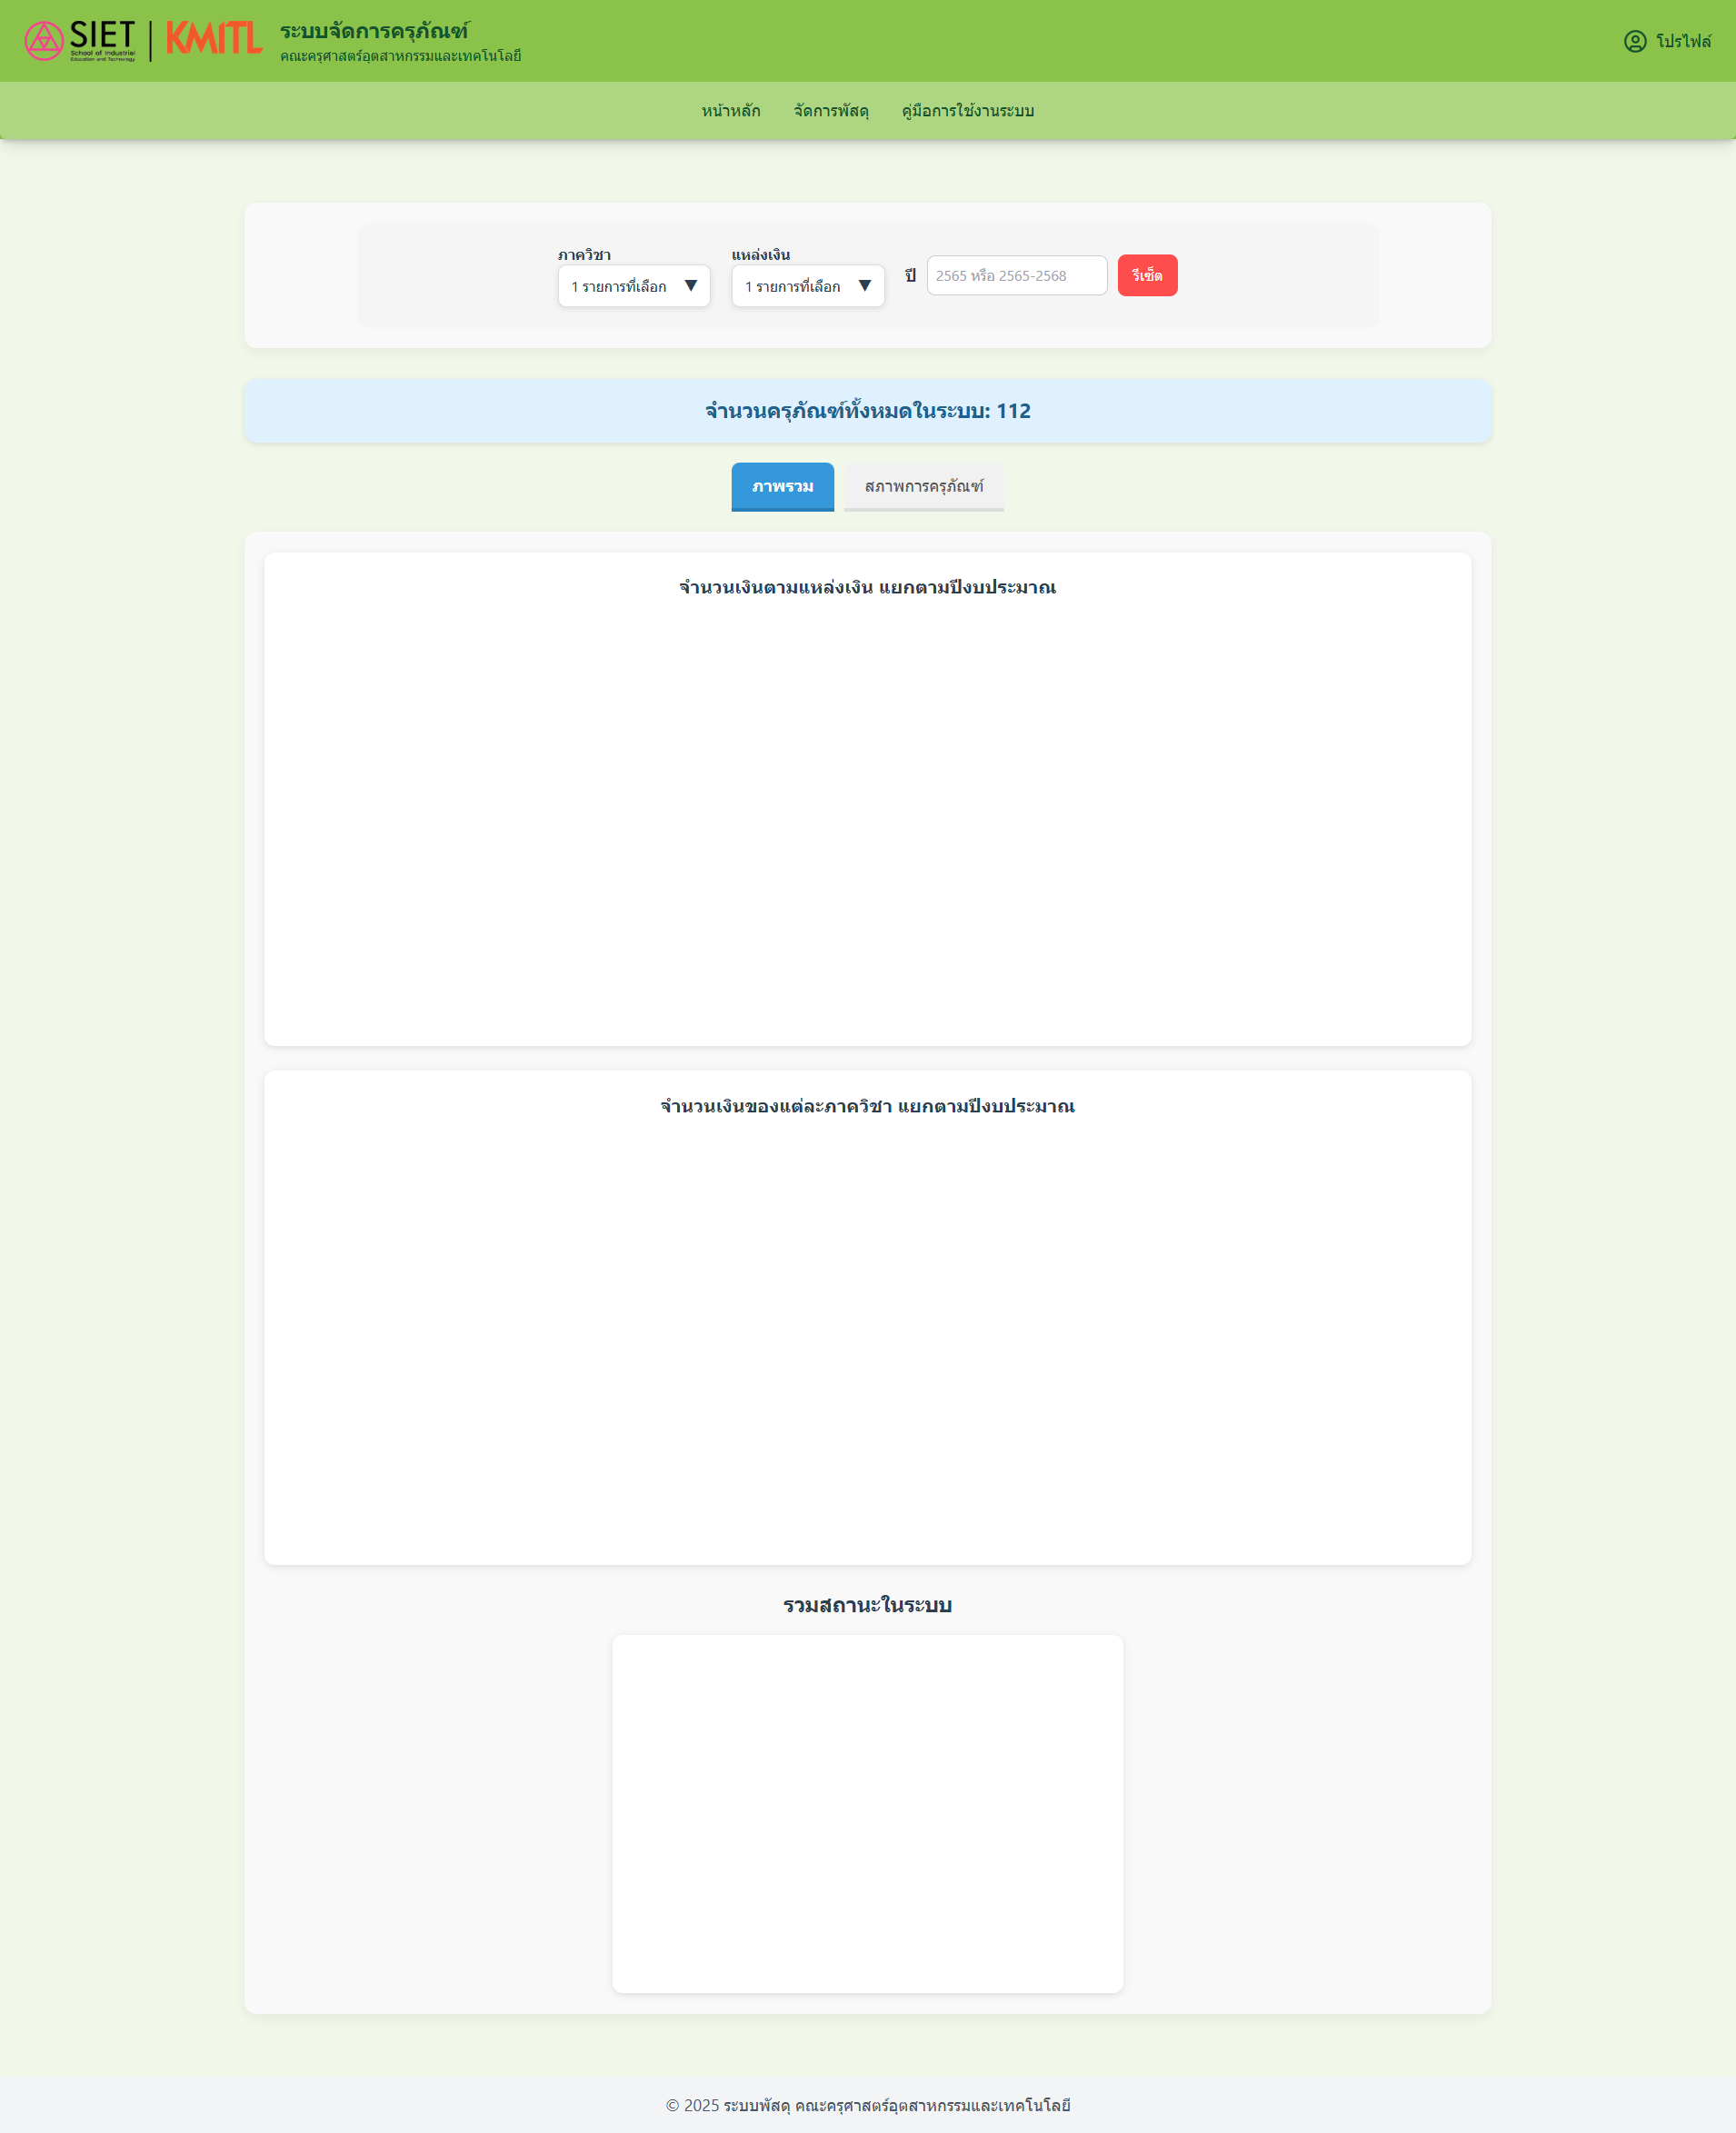 SIET
School of Industrial
Education and Technology
KMITL
ระบบจัดการครุภัณฑ์
คณะครุศาสตร์อุตสาหกรรมและเทคโนโลยี
โปรไฟล์
หน้าหลัก จัดการพัสดุ คู่มือการใช้งานระบบ
ภาควิชา แหล่งเงิน
1 รายการที่เลือก ▼ 1 รายการที่เลือก ▼ ปี 2565 หรือ 2565-2568 รีเซ็ต
จำนวนครุภัณฑ์ทั้งหมดในระบบ: 112
ภาพรวม สภาพการครุภัณฑ์
จำนวนเงินตามแหล่งเงิน แยกตามปีงบประมาณ
จำนวนเงินของแต่ละภาควิชา แยกตามปีงบประมาณ
รวมสถานะในระบบ
© 2025 ระบบพัสดุ คณะครุศาสตร์อุตสาหกรรมและเทคโนโลยี